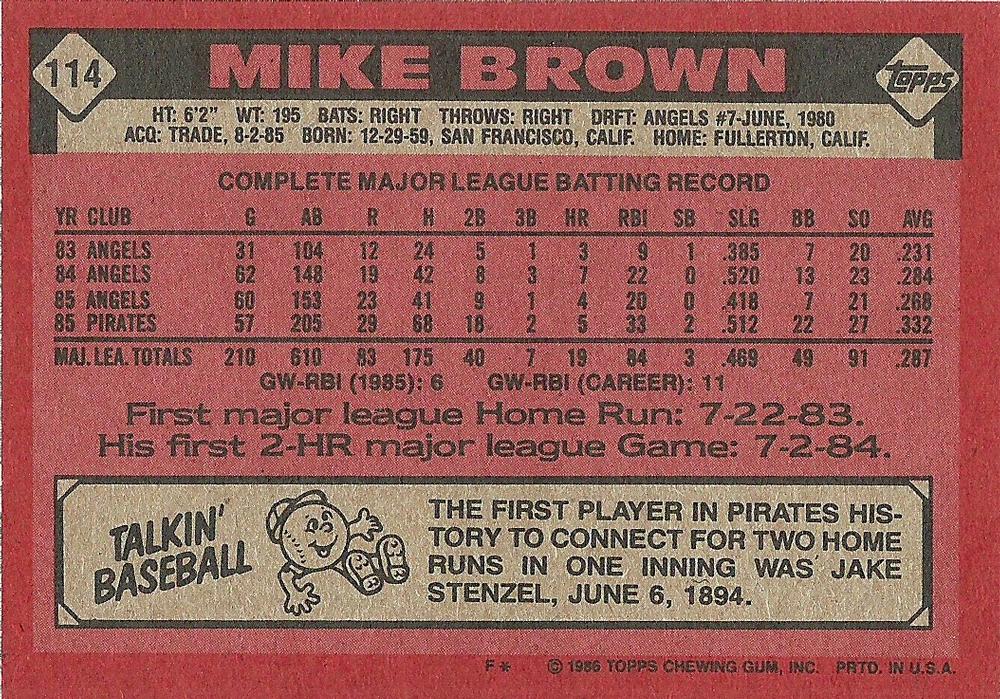 114
MIKE BROWN
topps
HT: 6'2" WT: 195 BATS: RIGHT THROWS: RIGHT DRFT: ANGELS #7-JUNE, 1980
ACQ: TRADE, 8-2-85 BORN: 12-29-59, SAN FRANCISCO, CALIF. HOME: FULLERTON, CALIF.
COMPLETE MAJOR LEAGUE BATTING RECORD
YR CLUB G AB R H 2B 3B HR RBI SB SLG BB SO AVG
83 ANGELS 31 104 12 24 5 1 3 9 1 .385 7 20 .231
84 ANGELS 62 148 19 42 8 3 7 22 0 .520 13 23 .284
85 ANGELS 60 153 23 41 9 1 4 20 0 .418 7 21 .268
85 PIRATES 57 205 29 68 18 2 5 33 2 .512 22 27 .332
MAJ. LEA. TOTALS 210 610 83 175 40 7 19 84 3 .469 49 91 .287
GW-RBI (1985): 6 GW-RBI (CAREER): 11
First major league Home Run: 7-22-83.
His first 2-HR major league Game: 7-2-84.
TALKIN'
BASEBALL
THE FIRST PLAYER IN PIRATES HIS-
TORY TO CONNECT FOR TWO HOME
RUNS IN ONE INNING WAS JAKE
STENZEL, JUNE 6, 1894.
F* © 1986 TOPPS CHEWING GUM, INC. PRTD. IN U.S.A.